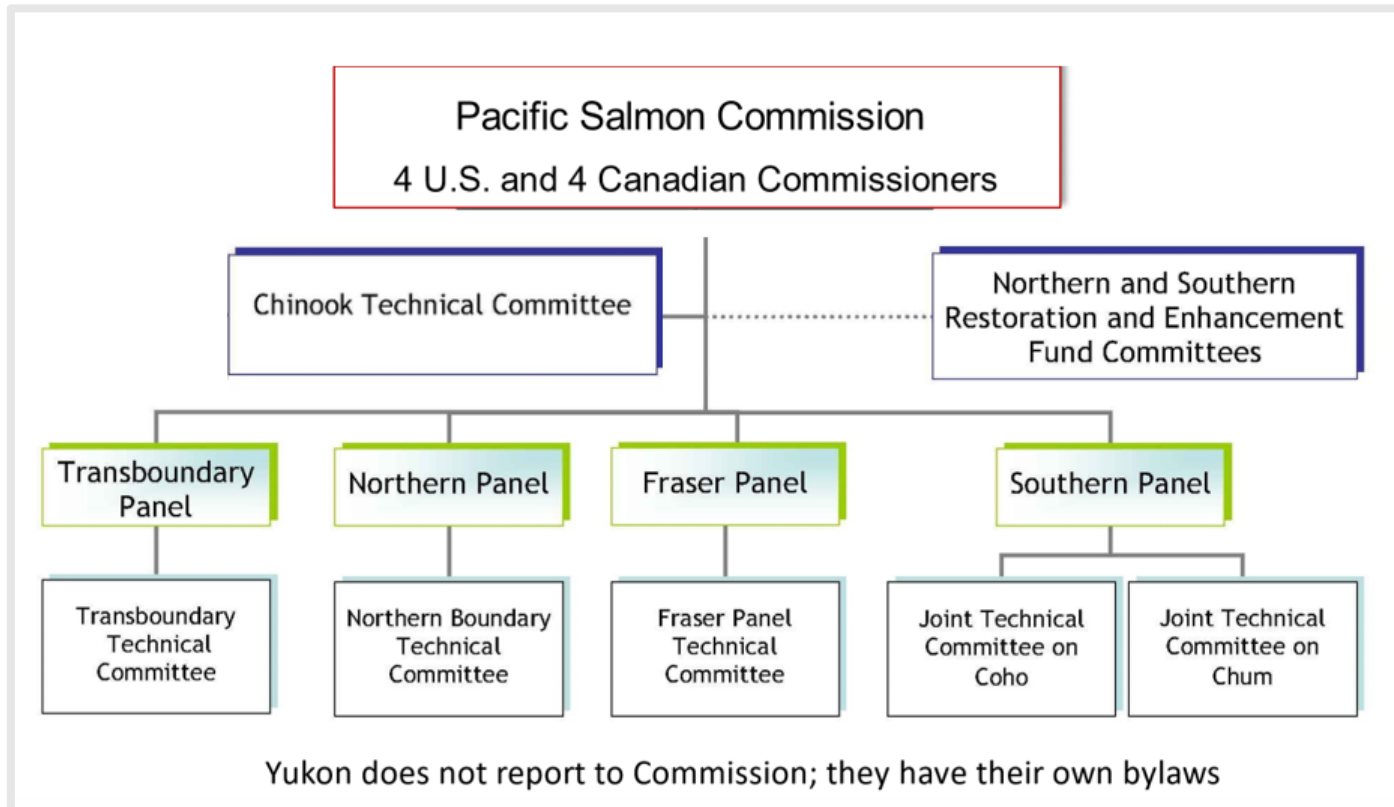 Pacific Salmon Commission
4 U.S. and 4 Canadian Commissioners
Chinook Technical Committee
Northern and Southern
Restoration and Enhancement
Fund Committees
Transboundary
Panel
Northern Panel
Fraser Panel
Southern Panel
Transboundary
Technical
Committee
Northern Boundary
Technical
Committee
Fraser Panel
Technical
Committee
Joint Technical
Committee on
Coho
Joint Technical
Committee on
Chum
Yukon does not report to Commission; they have their own bylaws